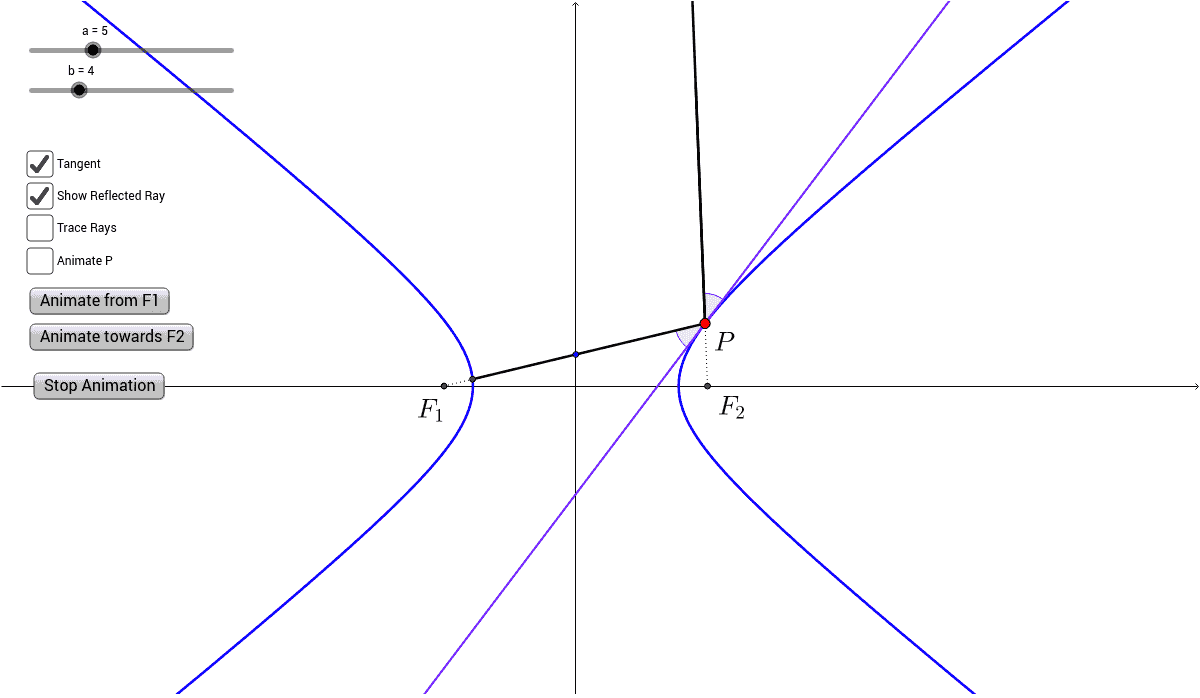 a = 5
b = 4
Tangent
Show Reflected Ray
Trace Rays
Animate P
Animate from F1
Animate towards F2
Stop Animation
P
F₁
F₂